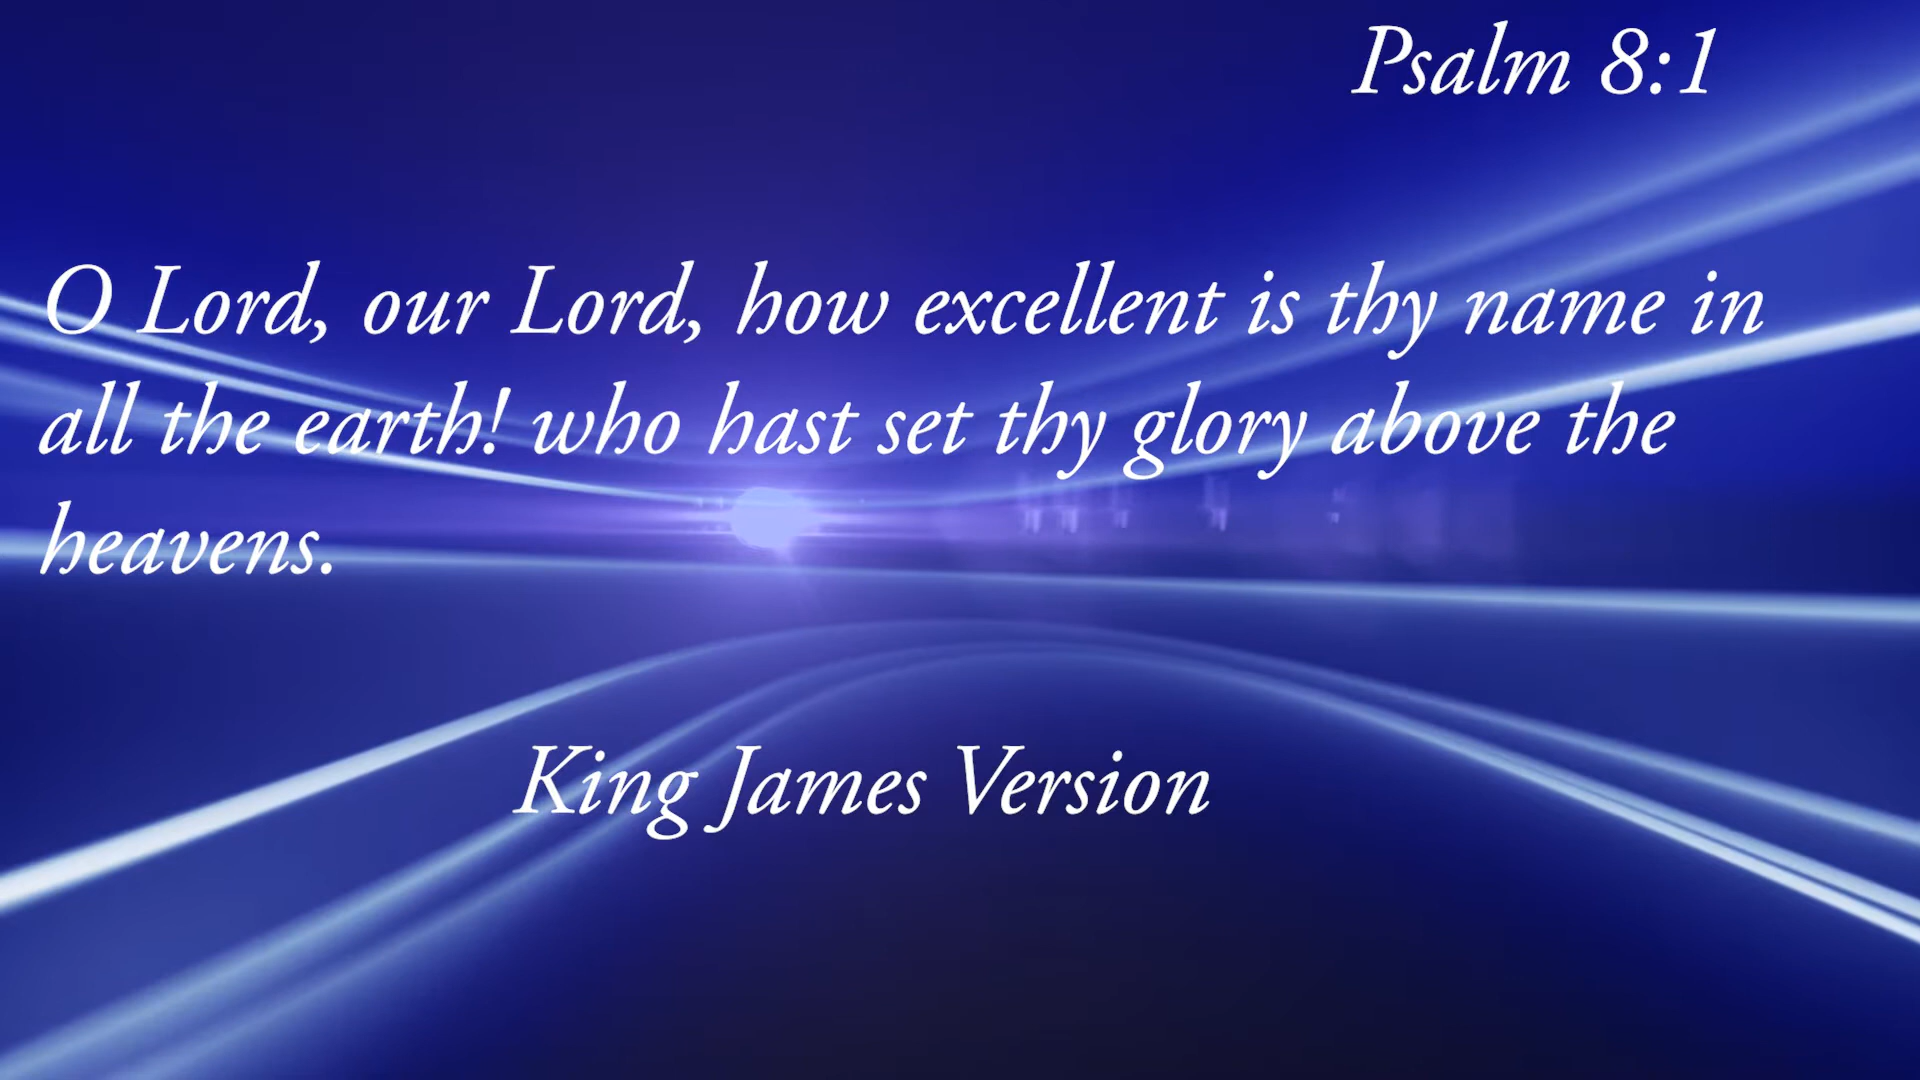 Psalm 8:1
O Lord, our Lord, how excellent is thy name in
all the earth! who hast set thy glory above the
heavens.
King James Version